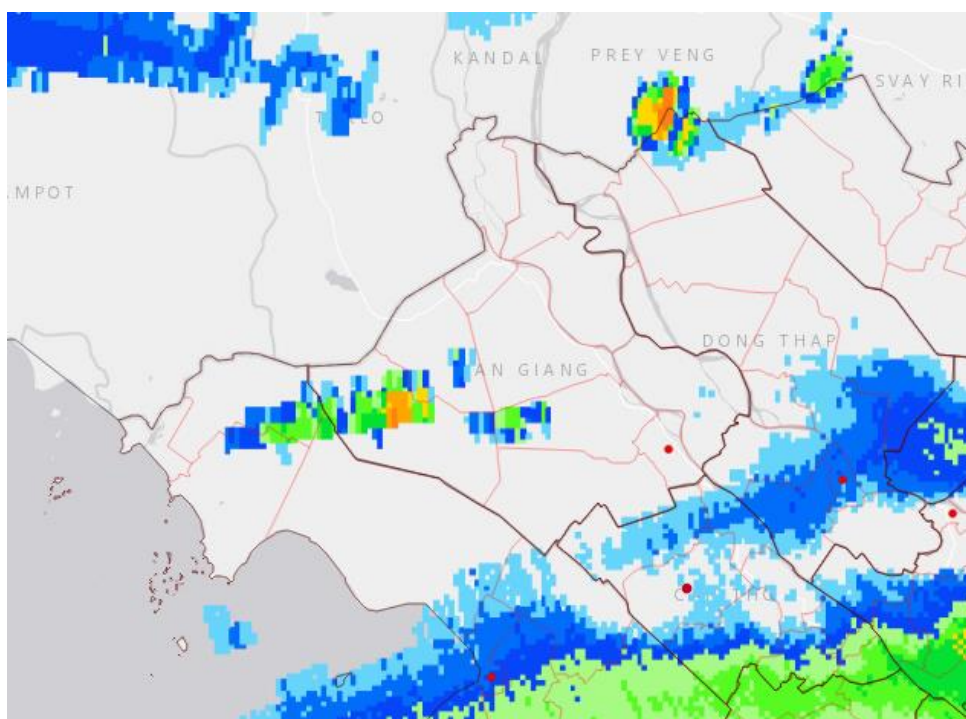 KANDAL
PREY VENG
SVAY RI
AMPOT
DONG THAP
AN GIANG